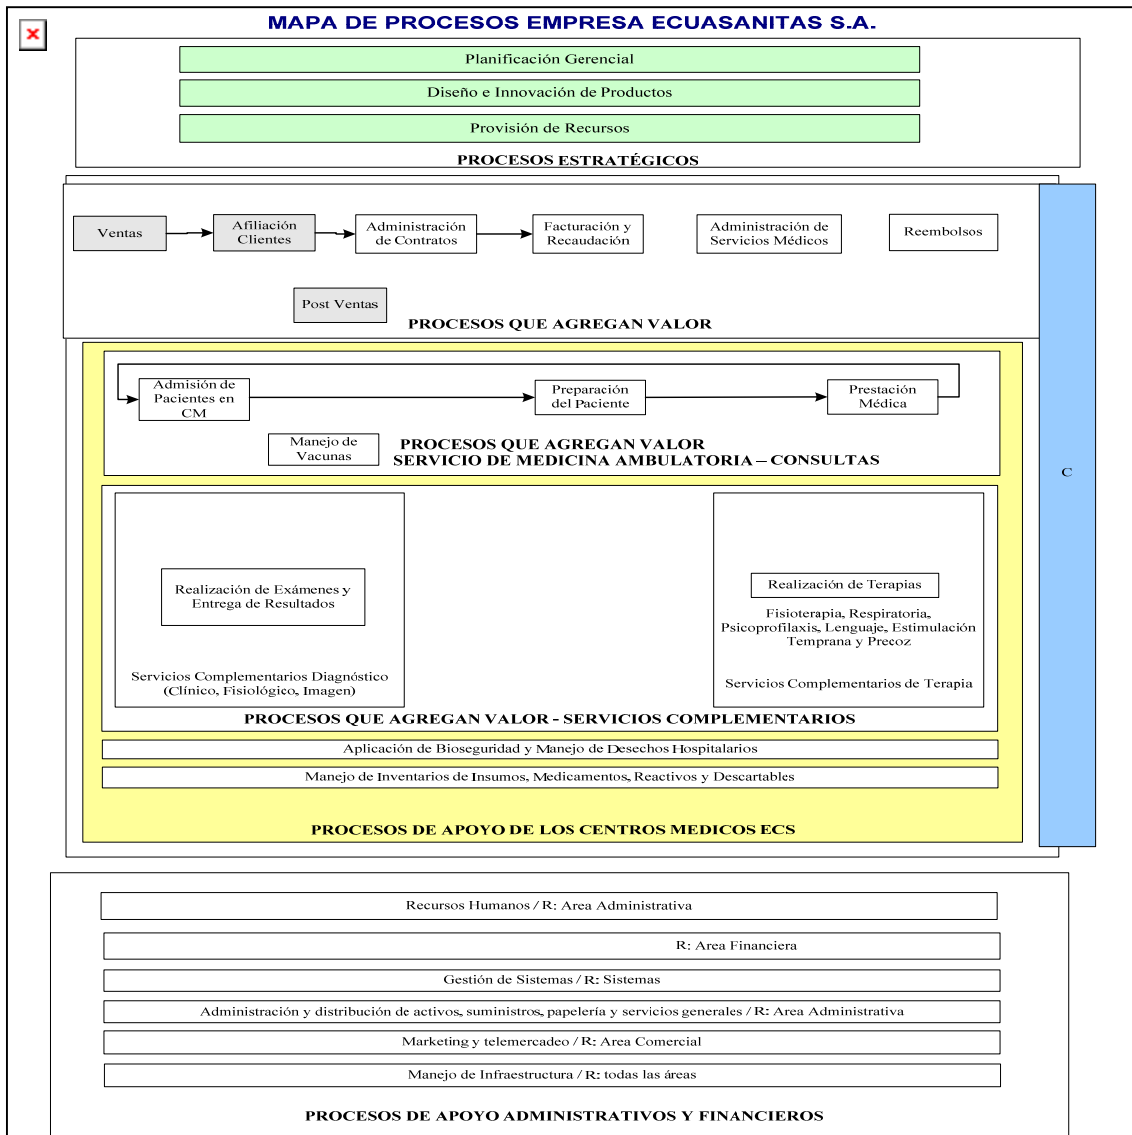 MAPA DE PROCESOS EMPRESA ECUASANITAS S.A.
Planificación Gerencial
Diseño e Innovación de Productos
Provisión de Recursos
PROCESOS ESTRATÉGICOS
Ventas
Afiliación
Clientes
Administración
de Contratos
Facturación y
Recaudación
Administración de
Servicios Médicos
Reembolsos
Post Ventas
PROCESOS QUE AGREGAN VALOR
C
Admisión de
Pacientes en
CM
Preparación
del Paciente
Prestación
Médica
Manejo de
Vacunas
PROCESOS QUE AGREGAN VALOR
SERVICIO DE MEDICINA AMBULATORIA – CONSULTAS
Realización de Exámenes y
Entrega de Resultados
Servicios Complementarios Diagnóstico
(Clínico, Fisiológico, Imagen)
Realización de Terapias
Fisioterapia, Respiratoria,
Psicoprofilaxis, Lenguaje, Estimulación
Temprana y Precoz
Servicios Complementarios de Terapia
PROCESOS QUE AGREGAN VALOR - SERVICIOS COMPLEMENTARIOS
Aplicación de Bioseguridad y Manejo de Desechos Hospitalarios
Manejo de Inventarios de Insumos, Medicamentos, Reactivos y Descartables
PROCESOS DE APOYO DE LOS CENTROS MEDICOS ECS
Recursos Humanos / R: Area Administrativa
R: Area Financiera
Gestión de Sistemas / R: Sistemas
Administración y distribución de activos, suministros, papelería y servicios generales / R: Area Administrativa
Marketing y telemercadeo / R: Area Comercial
Manejo de Infraestructura / R: todas las áreas
PROCESOS DE APOYO ADMINISTRATIVOS Y FINANCIEROS